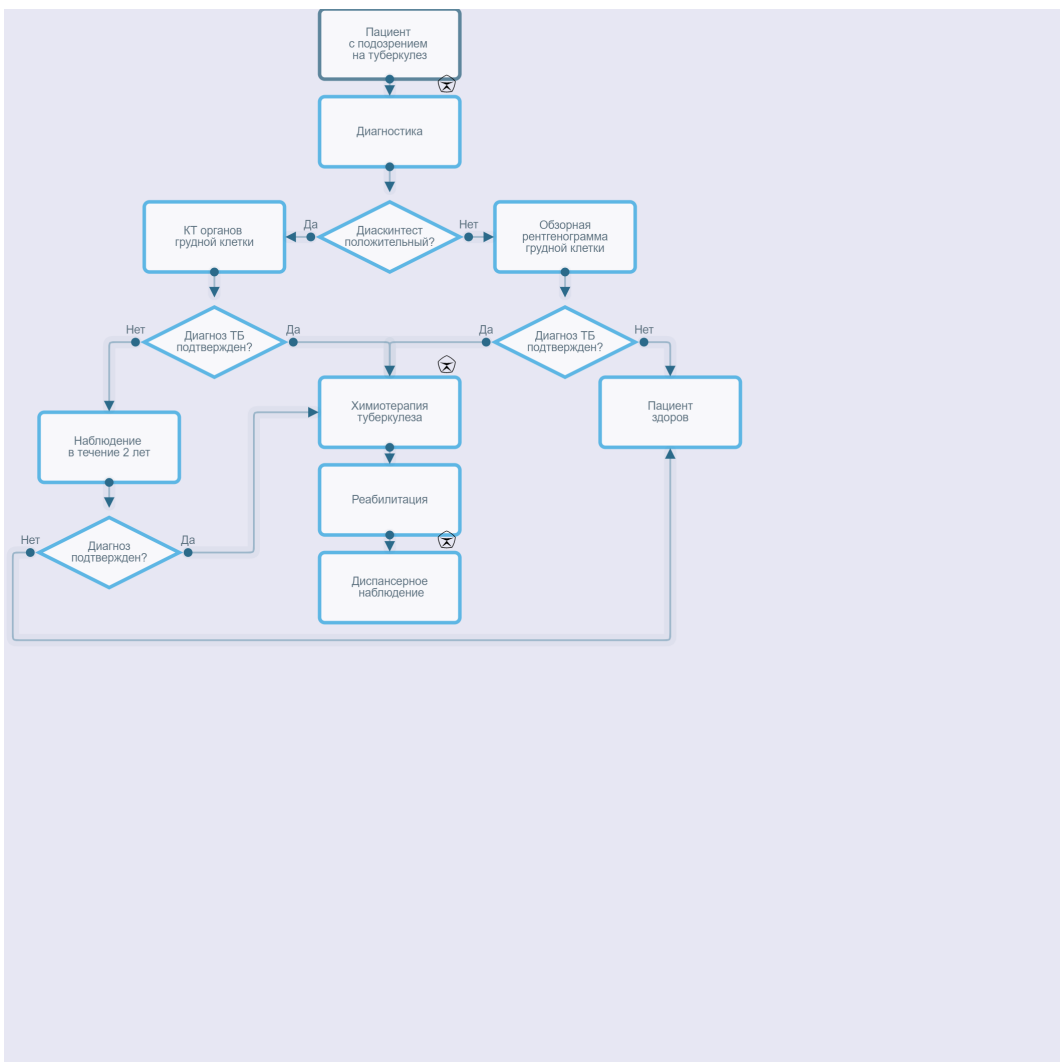 Пациент
с подозрением
на туберкулез
Диагностика
КТ органов
грудной клетки
Да
Диаскинтест
положительный?
Нет
Обзорная
рентгенограмма
грудной клетки
Нет
Диагноз ТБ
подтвержден?
Да
Да
Диагноз ТБ
подтвержден?
Нет
Химиотерапия
туберкулеза
Пациент
здоров
Наблюдение
в течение 2 лет
Реабилитация
Нет
Диагноз
подтвержден?
Да
Диспансерное
наблюдение